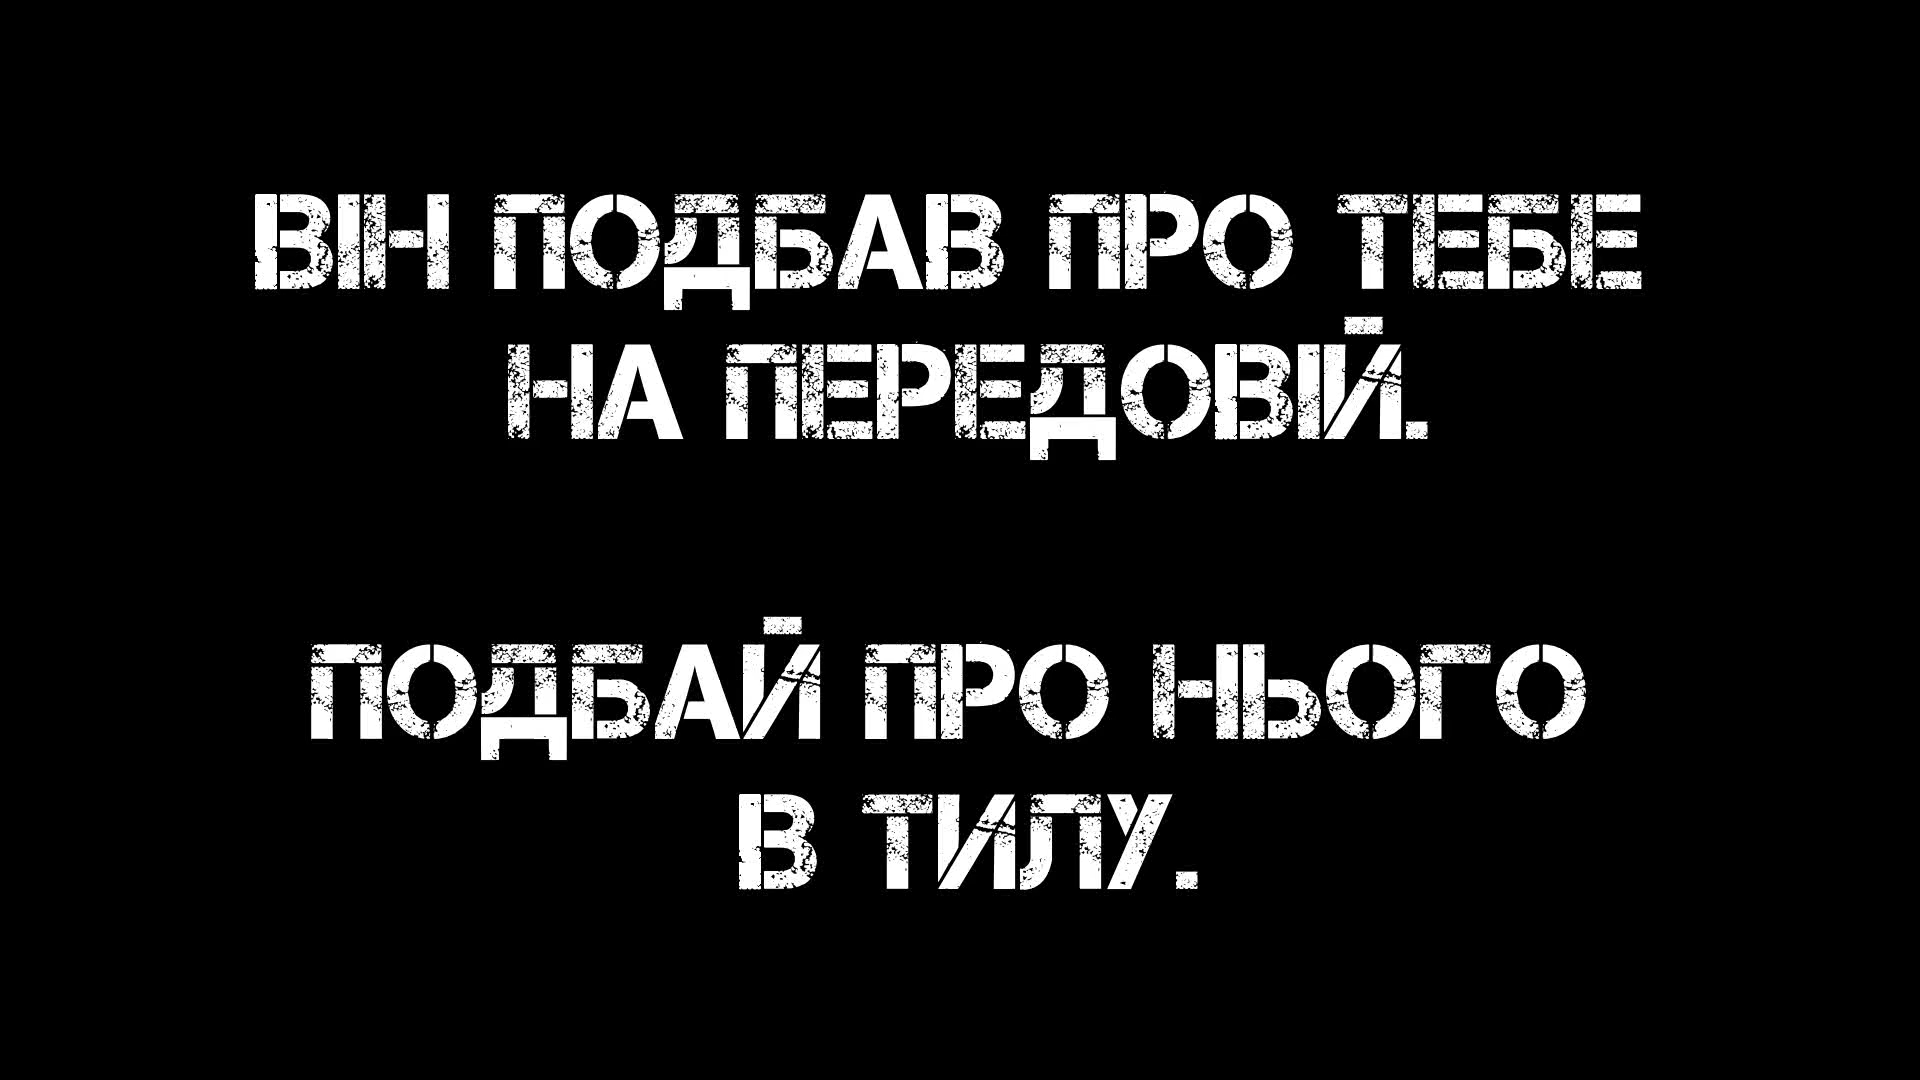 ВІН ПОДБАВ ПРО ТЕБЕ
НА ПЕРЕДОВІЙ.
ПОДБАЙ ПРО НЬОГО
В ТИЛУ.